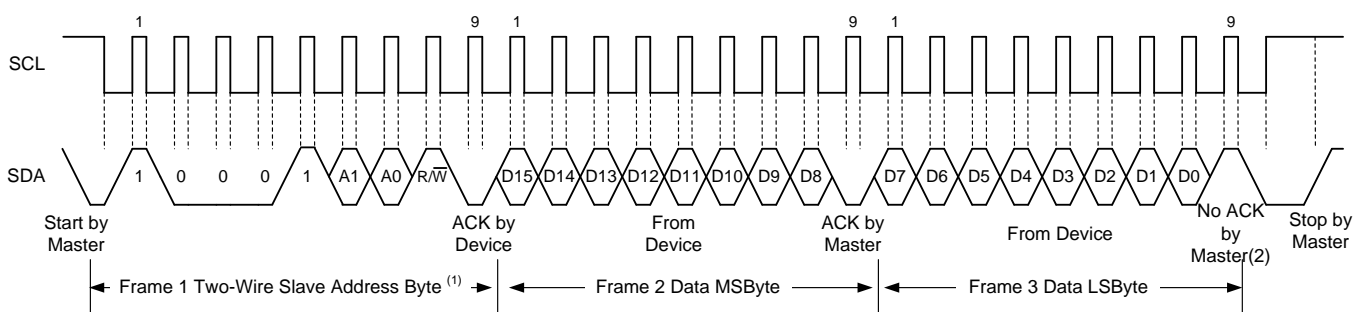 1 9 1 9 1 9
SCL
SDA
1 0 0 0 1 A1 A0 R/W̅ D15 D14 D13 D12 D11 D10 D9 D8 D7 D6 D5 D4 D3 D2 D1 D0
Start by
Master
ACK by
Device
From
Device
ACK by
Master
From Device
No ACK
by
Master(2)
Stop by
Master
Frame 1 Two-Wire Slave Address Byte (1)
Frame 2 Data MSByte
Frame 3 Data LSByte